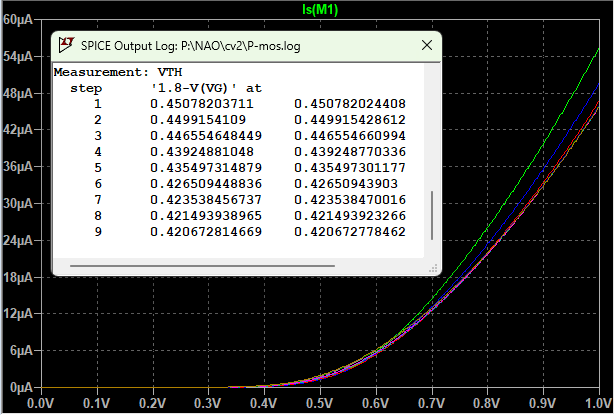 Is(M1)
60µA
54µA
48µA
42µA
36µA
30µA
24µA
18µA
12µA
6µA
0µA
SPICE Output Log: P:\NAO\cv2\P-mos.log
Measurement: VTH
step '1.8-V(VG)' at
1 0.45078203711 0.450782024408
2 0.4499154109 0.449915428612
3 0.446554648449 0.446554660994
4 0.43924881048 0.439248770336
5 0.435497314879 0.435497301177
6 0.426509448836 0.42650943903
7 0.423538456737 0.423538470016
8 0.421493938965 0.421493923266
9 0.420672814669 0.420672778462
0.0V 0.1V 0.2V 0.3V 0.4V 0.5V 0.6V 0.7V 0.8V 0.9V 1.0V